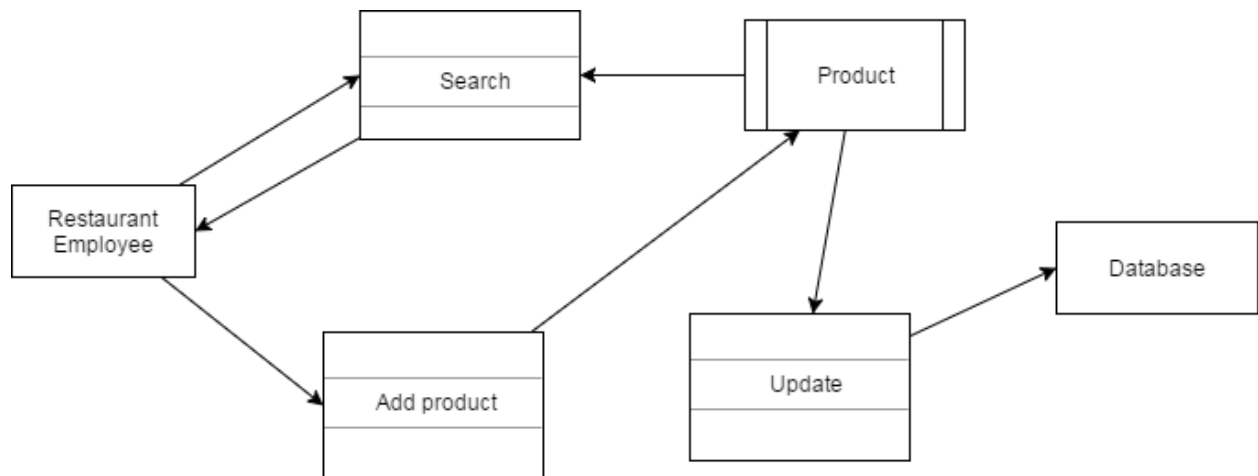 Search
Product
Restaurant
Employee
Database
Add product
Update